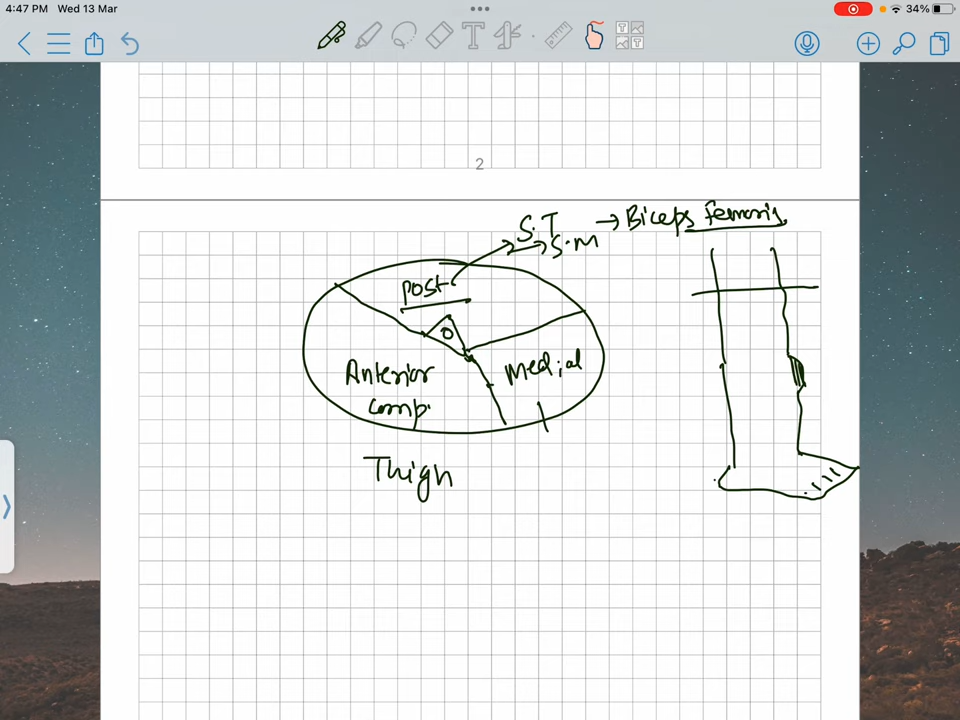 4:47 PM Wed 13 Mar
34%
2
S.T
S.M
→ Biceps femoris
post
Anterior
comp.
Medial
Thigh